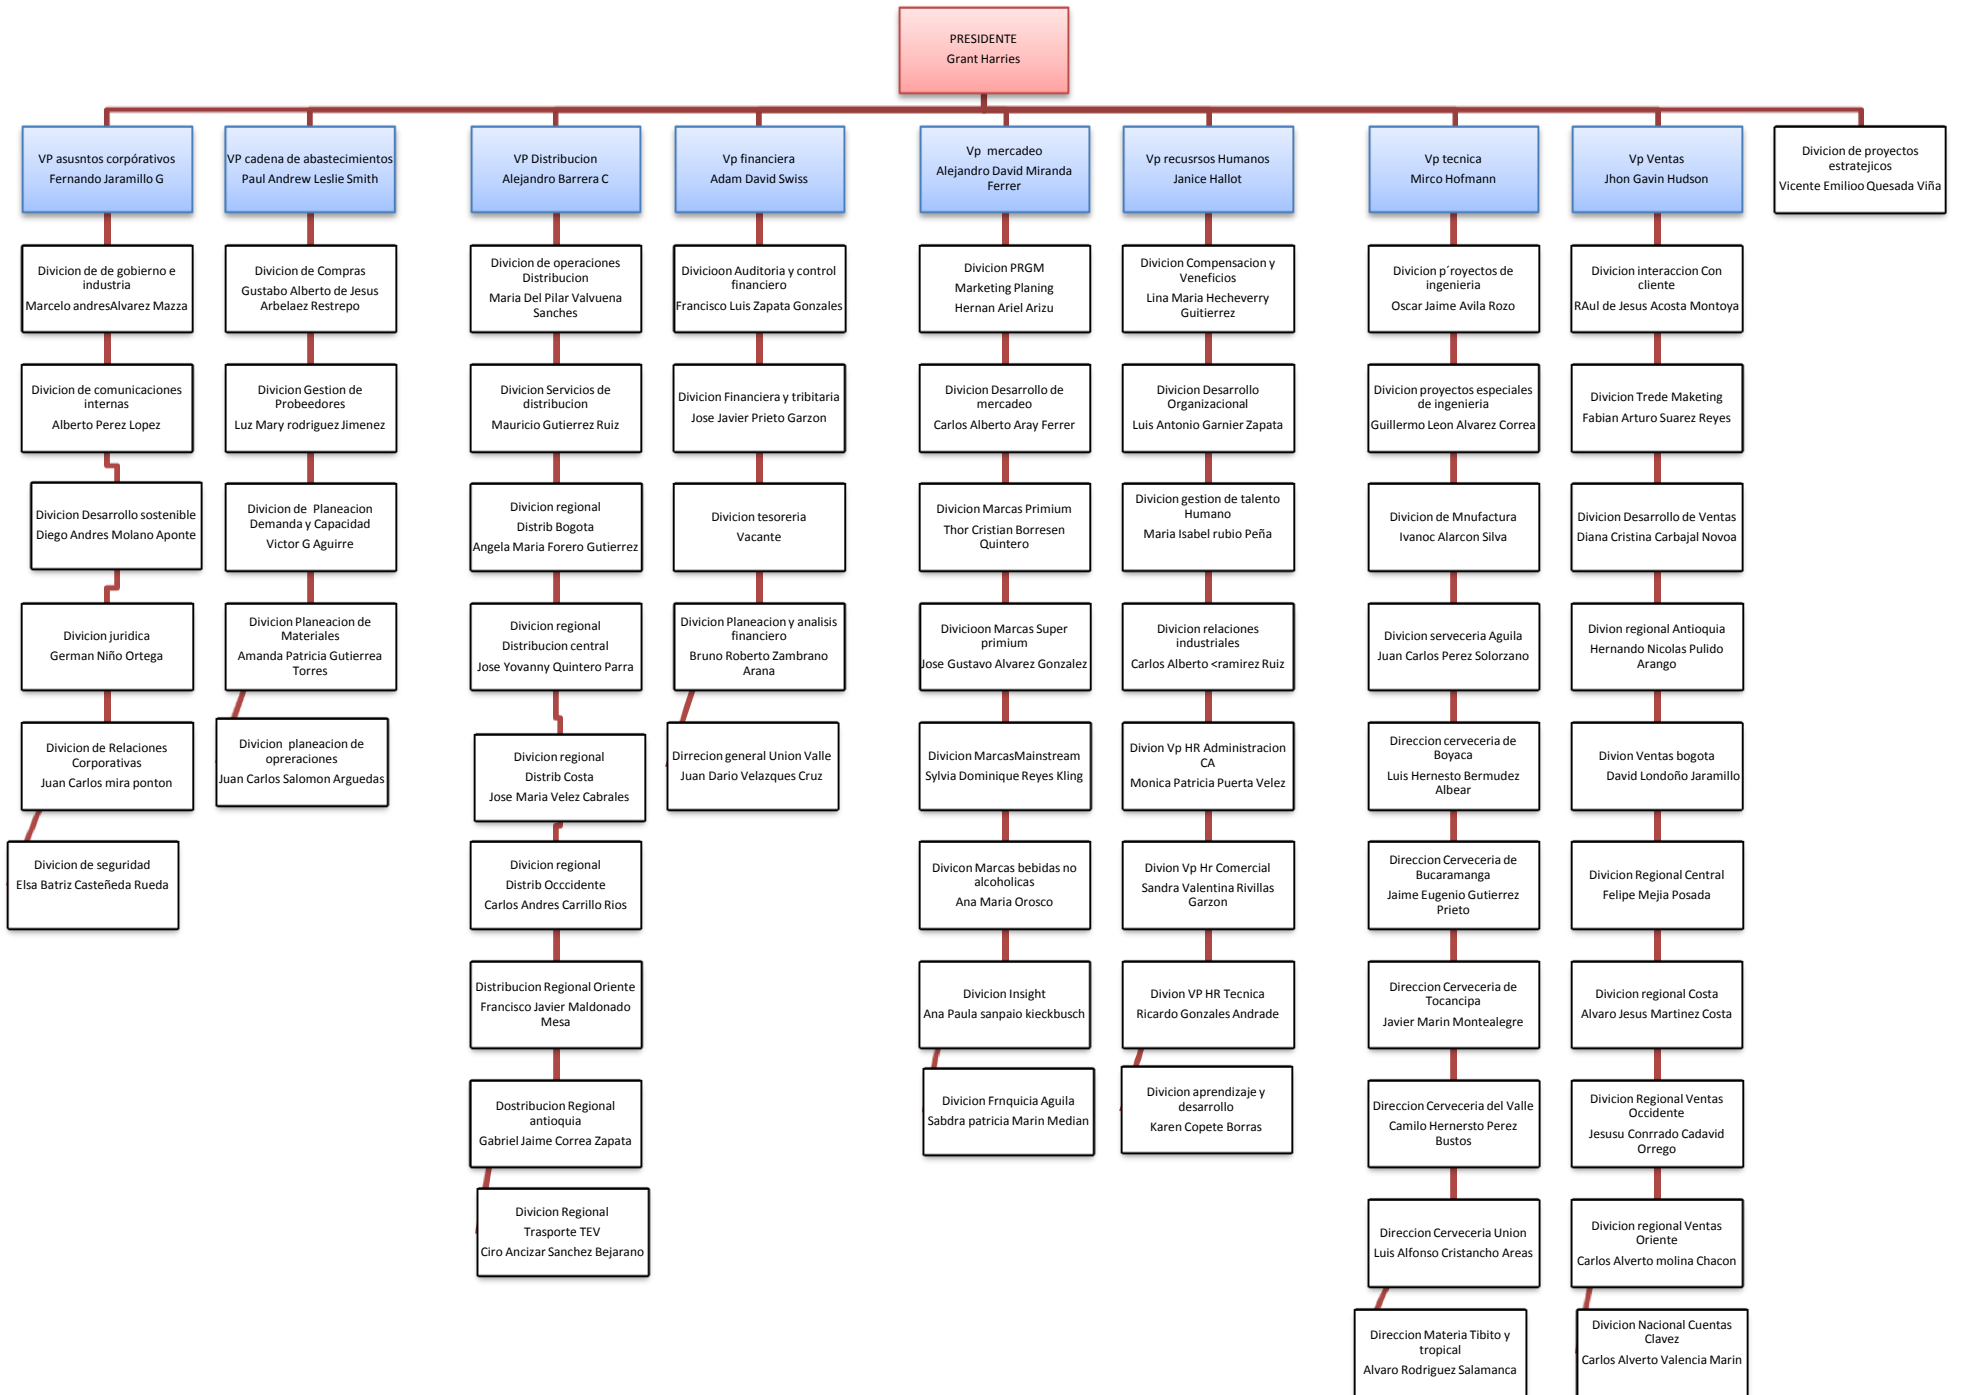 PRESIDENTE
Grant Harries
VP asusntos corpórativos
Fernando Jaramillo G
VP cadena de abastecimientos
Paul Andrew Leslie Smith
VP Distribucion
Alejandro Barrera C
Vp financiera
Adam David Swiss
Vp mercadeo
Alejandro David Miranda
Ferrer
Vp recusrsos Humanos
Janice Hallot
Vp tecnica
Mirco Hofmann
Vp Ventas
Jhon Gavin Hudson
Divicion de proyectos
estratejicos
Vicente Emilioo Quesada Viña
Divicion de de gobierno e
industria
Marcelo andresAlvarez Mazza
Divicion de comunicaciones
internas
Alberto Perez Lopez
Divicion Desarrollo sostenible
Diego Andres Molano Aponte
Divicion juridica
German Niño Ortega
Divicion de Relaciones
Corporativas
Juan Carlos mira ponton
Divicion de seguridad
Elsa Batriz Casteñeda Rueda
Divicion de Compras
Gustabo Alberto de Jesus
Arbelaez Restrepo
Divicion Gestion de
Probeedores
Luz Mary rodriguez Jimenez
Divicion de Planeacion
Demanda y Capacidad
Victor G Aguirre
Divicion Planeacion de
Materiales
Amanda Patricia Gutierrea
Torres
Divicion planeacion de
opreraciones
Juan Carlos Salomon Arguedas
Divicion de operaciones
Distribucion
Maria Del Pilar Valvuena
Sanches
Divicion Servicios de
distribucion
Mauricio Gutierrez Ruiz
Divicion regional
Distrib Bogota
Angela Maria Forero Gutierrez
Divicion regional
Distribucion central
Jose Yovanny Quintero Parra
Divicion regional
Distrib Costa
Jose Maria Velez Cabrales
Divicion regional
Distrib Occcidente
Carlos Andres Carrillo Rios
Distribucion Regional Oriente
Francisco Javier Maldonado
Mesa
Dostribucion Regional
antioquia
Gabriel Jaime Correa Zapata
Divicion Regional
Trasporte TEV
Ciro Ancizar Sanchez Bejarano
Divicioon Auditoria y control
financiero
Francisco Luis Zapata Gonzales
Divicion Financiera y tribitaria
Jose Javier Prieto Garzon
Divicion tesoreria
Vacante
Divicion Planeacion y analisis
financiero
Bruno Roberto Zambrano
Arana
Dirrecion general Union Valle
Juan Dario Velazques Cruz
Divicion PRGM
Marketing Planing
Hernan Ariel Arizu
Divicion Desarrollo de
mercadeo
Carlos Alberto Aray Ferrer
Divicion Marcas Primium
Thor Cristian Borresen
Quintero
Divicioon Marcas Super
primium
Jose Gustavo Alvarez Gonzalez
Divicion MarcasMainstream
Sylvia Dominique Reyes Kling
Divicon Marcas bebidas no
alcoholicas
Ana Maria Orosco
Divicion Insight
Ana Paula sanpaio kieckbusch
Divicion Frnquicia Aguila
Sabdra patricia Marin Median
Divicion Compensacion y
Veneficios
Lina Maria Hecheverry
Guitierrez
Divicion Desarrollo
Organizacional
Luis Antonio Garnier Zapata
Divicion gestion de talento
Humano
Maria Isabel rubio Peña
Divicion relaciones
industriales
Carlos Alberto <ramirez Ruiz
Divion Vp HR Administracion
CA
Monica Patricia Puerta Velez
Divion Vp Hr Comercial
Sandra Valentina Rivillas
Garzon
Divion VP HR Tecnica
Ricardo Gonzales Andrade
Divicion aprendizaje y
desarrollo
Karen Copete Borras
Divicion p´royectos de
ingenieria
Oscar Jaime Avila Rozo
Divicion proyectos especiales
de ingenieria
Guillermo Leon Alvarez Correa
Divicion de Mnufactura
Ivanoc Alarcon Silva
Divicion serveceria Aguila
Juan Carlos Perez Solorzano
Direccion cerveceria de
Boyaca
Luis Hernesto Bermudez
Albear
Direccion Cerveceria de
Bucaramanga
Jaime Eugenio Gutierrez
Prieto
Direccion Cerveceria de
Tocancipa
Javier Marin Montealegre
Direccion Cerveceria del Valle
Camilo Hernersto Perez
Bustos
Direccion Cerveceria Union
Luis Alfonso Cristancho Areas
Direccion Materia Tibito y
tropical
Alvaro Rodriguez Salamanca
Divicion interaccion Con
cliente
RAul de Jesus Acosta Montoya
Divicion Trede Maketing
Fabian Arturo Suarez Reyes
Divicion Desarrollo de Ventas
Diana Cristina Carbajal Novoa
Divion regional Antioquia
Hernando Nicolas Pulido
Arango
Divion Ventas bogota
David Londoño Jaramillo
Divicion Regional Central
Felipe Mejia Posada
Divicion regional Costa
Alvaro Jesus Martinez Costa
Divicion Regional Ventas
Occidente
Jesusu Conrrado Cadavid
Orrego
Divicion regional Ventas
Oriente
Carlos Alverto molina Chacon
Divicion Nacional Cuentas
Clavez
Carlos Alverto Valencia Marin